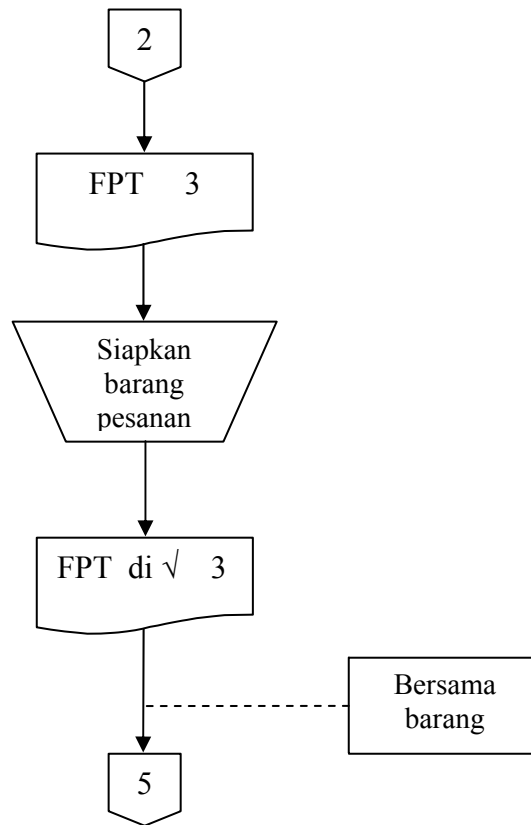 2
FPT 3
Siapkan
barang
pesanan
FPT di √ 3
Bersama
barang
5